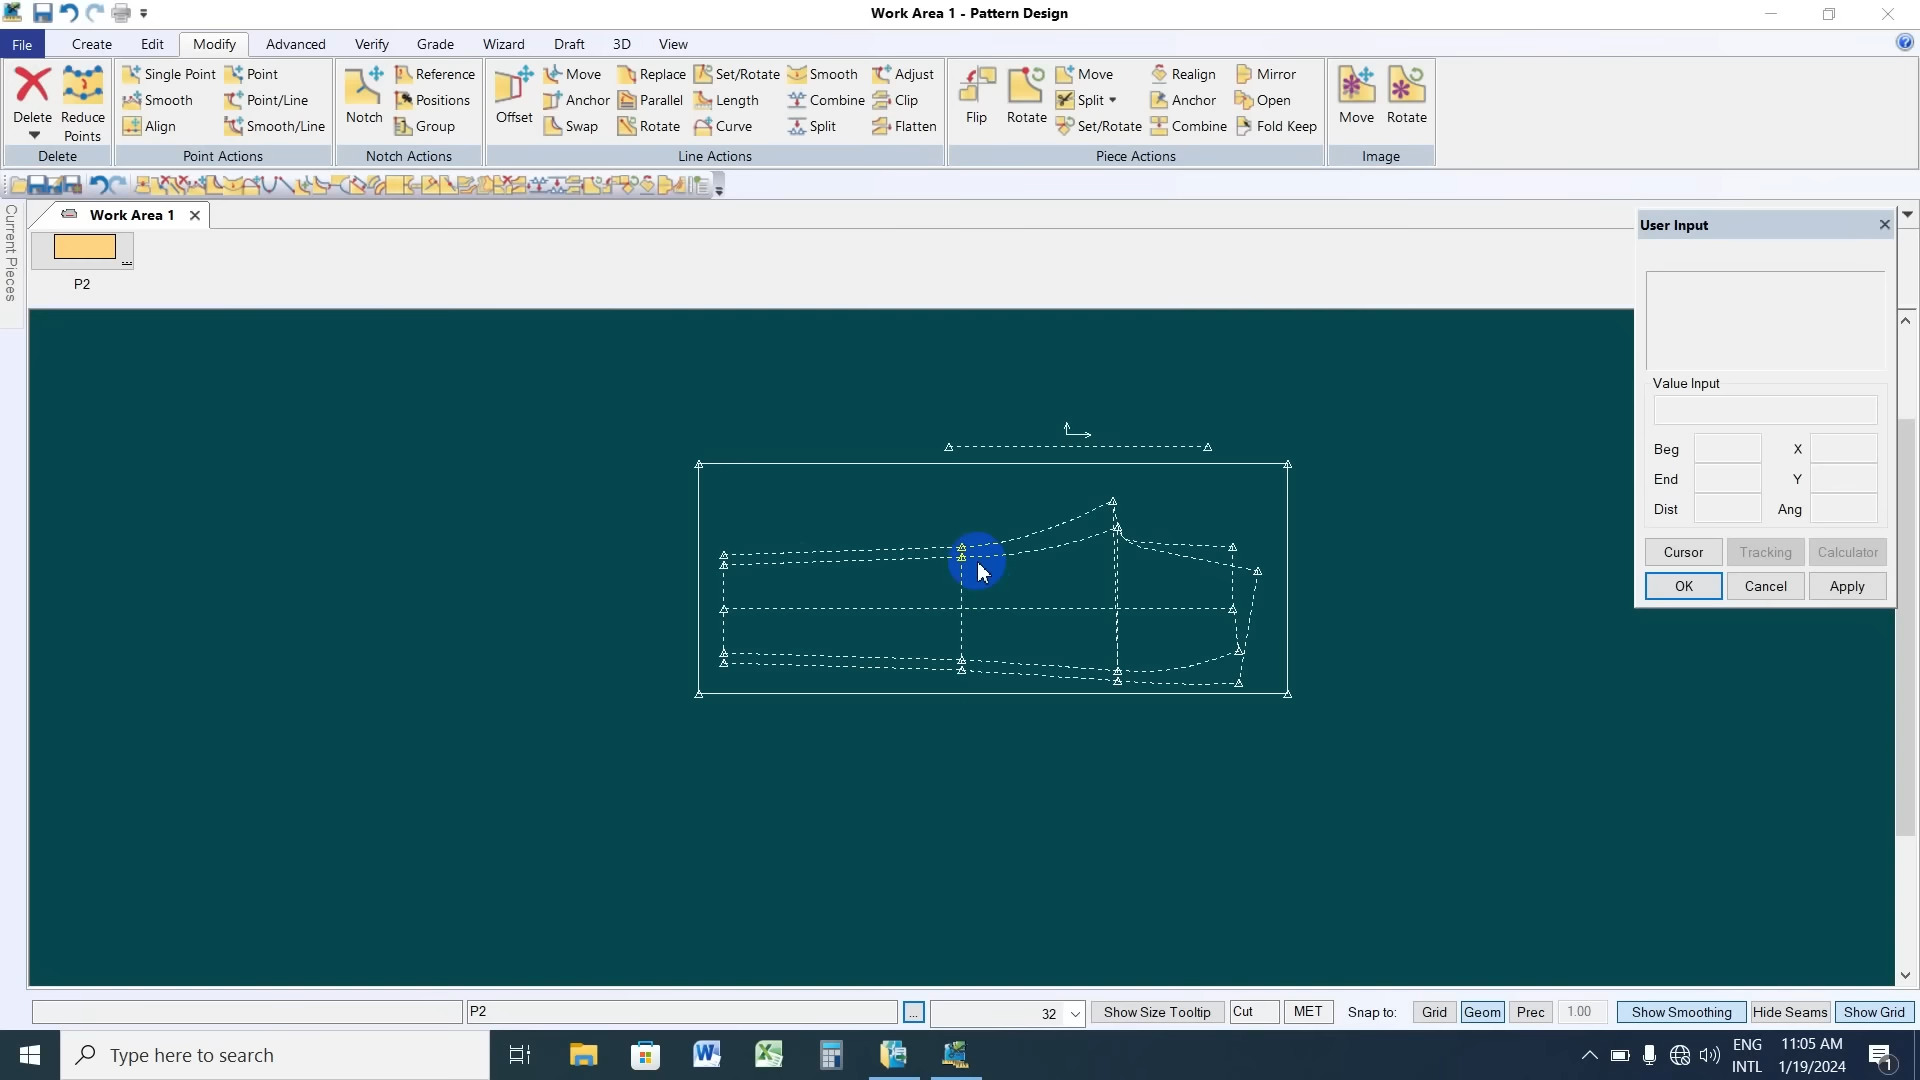 Work Area 1 - Pattern Design
File Create Edit Modify Advanced Verify Grade Wizard Draft 3D View
Delete
Reduce Points
Delete
Single Point
Smooth
Align
Point
Point/Line
Smooth/Line
Point Actions
Notch
Reference
Positions
Group
Notch Actions
Offset
Move
Anchor
Swap
Replace
Parallel
Rotate
Set/Rotate
Length
Curve
Smooth
Combine
Split
Adjust
Clip
Flatten
Line Actions
Flip
Rotate
Move
Split
Set/Rotate
Realign
Anchor
Combine
Mirror
Open
Fold Keep
Piece Actions
Move
Rotate
Image
Work Area 1
Current Pieces
P2
User Input
Value Input
Beg X
End Y
Dist Ang
Cursor Tracking Calculator
OK Cancel Apply
P2 ... 32 Show Size Tooltip Cut MET Snap to: Grid Geom Prec 1.00 Show Smoothing Hide Seams Show Grid
Type here to search
ENG
INTL
11:05 AM
1/19/2024
1